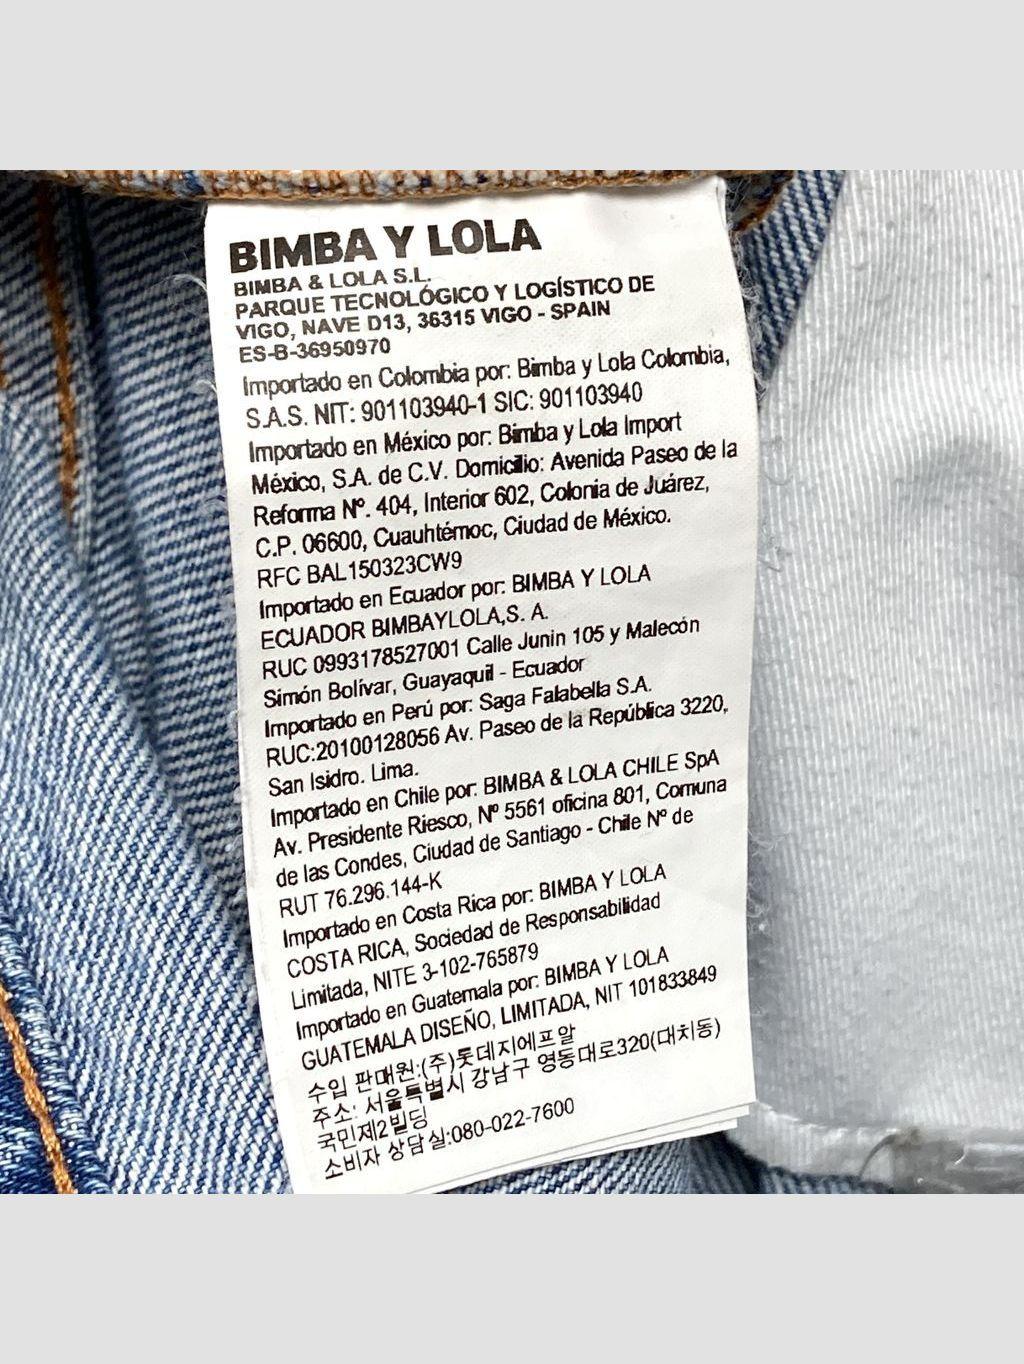 BIMBA Y LOLA
BIMBA & LOLA S.L.
PARQUE TECNOLÓGICO Y LOGÍSTICO DE
VIGO, NAVE D13, 36315 VIGO - SPAIN
ES-B-36950970
Importado en Colombia por: Bimba y Lola Colombia,
S.A.S. NIT: 901103940-1 SIC: 901103940
Importado en México por: Bimba y Lola Import
México, S.A. de C.V. Domicilio: Avenida Paseo de la
Reforma Nº. 404, Interior 602, Colonia de Juárez,
C.P. 06600, Cuauhtémoc, Ciudad de México.
RFC BAL150323CW9
Importado en Ecuador por: BIMBA Y LOLA
ECUADOR BIMBAYLOLA,S. A.
RUC 0993178527001 Calle Junin 105 y Malecón
Simón Bolívar, Guayaquil - Ecuador
Importado en Perú por: Saga Falabella S.A.
RUC:20100128056 Av. Paseo de la República 3220,
San Isidro. Lima.
Importado en Chile por: BIMBA & LOLA CHILE SpA
Av. Presidente Riesco, Nº 5561 oficina 801, Comuna
de las Condes, Ciudad de Santiago - Chile Nº de
RUT 76.296.144-K
Importado en Costa Rica por: BIMBA Y LOLA
COSTA RICA, Sociedad de Responsabilidad
Limitada, NITE 3-102-765879
Importado en Guatemala por: BIMBA Y LOLA
GUATEMALA DISEÑO, LIMITADA, NIT 101833849
수입 판매원:(주)롯데지에프알
주소: 서울특별시 강남구 영동대로320(대치동)
국민제2빌딩
소비자 상담실:080-022-7600